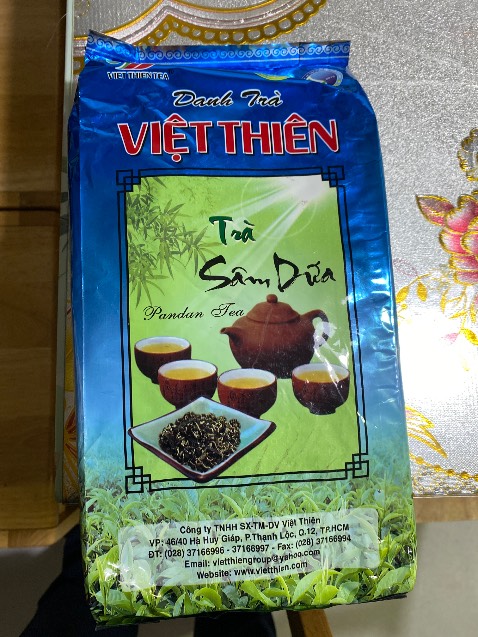 VIET THIEN TEA
Danh Trà
VIỆT THIÊN
Trà
Sâm Dứa
Pandan Tea
Công ty TNHH SX-TM-DV Việt Thiên
VP: 46/40 Hà Huy Giáp, P.Thạnh Lộc, Q.12, TP.HCM
ĐT: (028) 37166996 - 37166997 - Fax: (028) 37166994
Email: vietthiengroup@yahoo.com
Website: www.vietthien.com